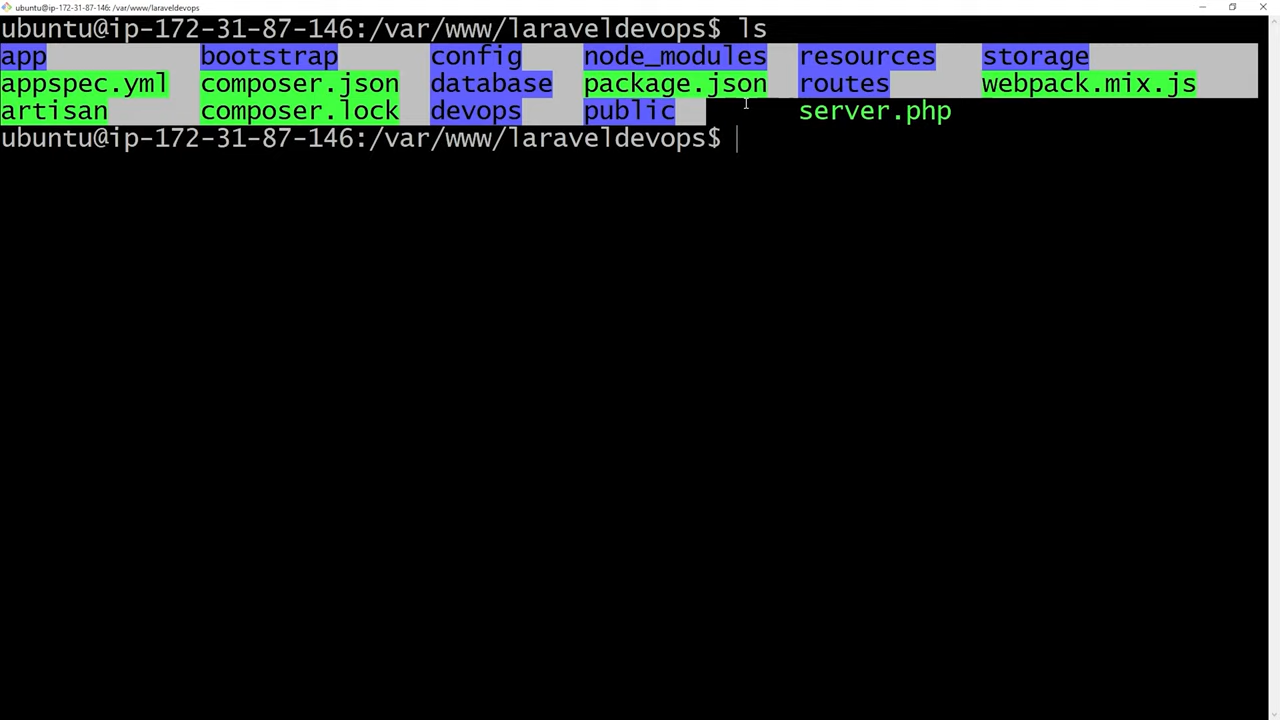 ubuntu@ip-172-31-87-146: /var/www/laraveldevops
ubuntu@ip-172-31-87-146:/var/www/laraveldevops$ ls
app bootstrap config node_modules resources storage
appspec.yml composer.json database package.json routes webpack.mix.js
artisan composer.lock devops public server.php
ubuntu@ip-172-31-87-146:/var/www/laraveldevops$